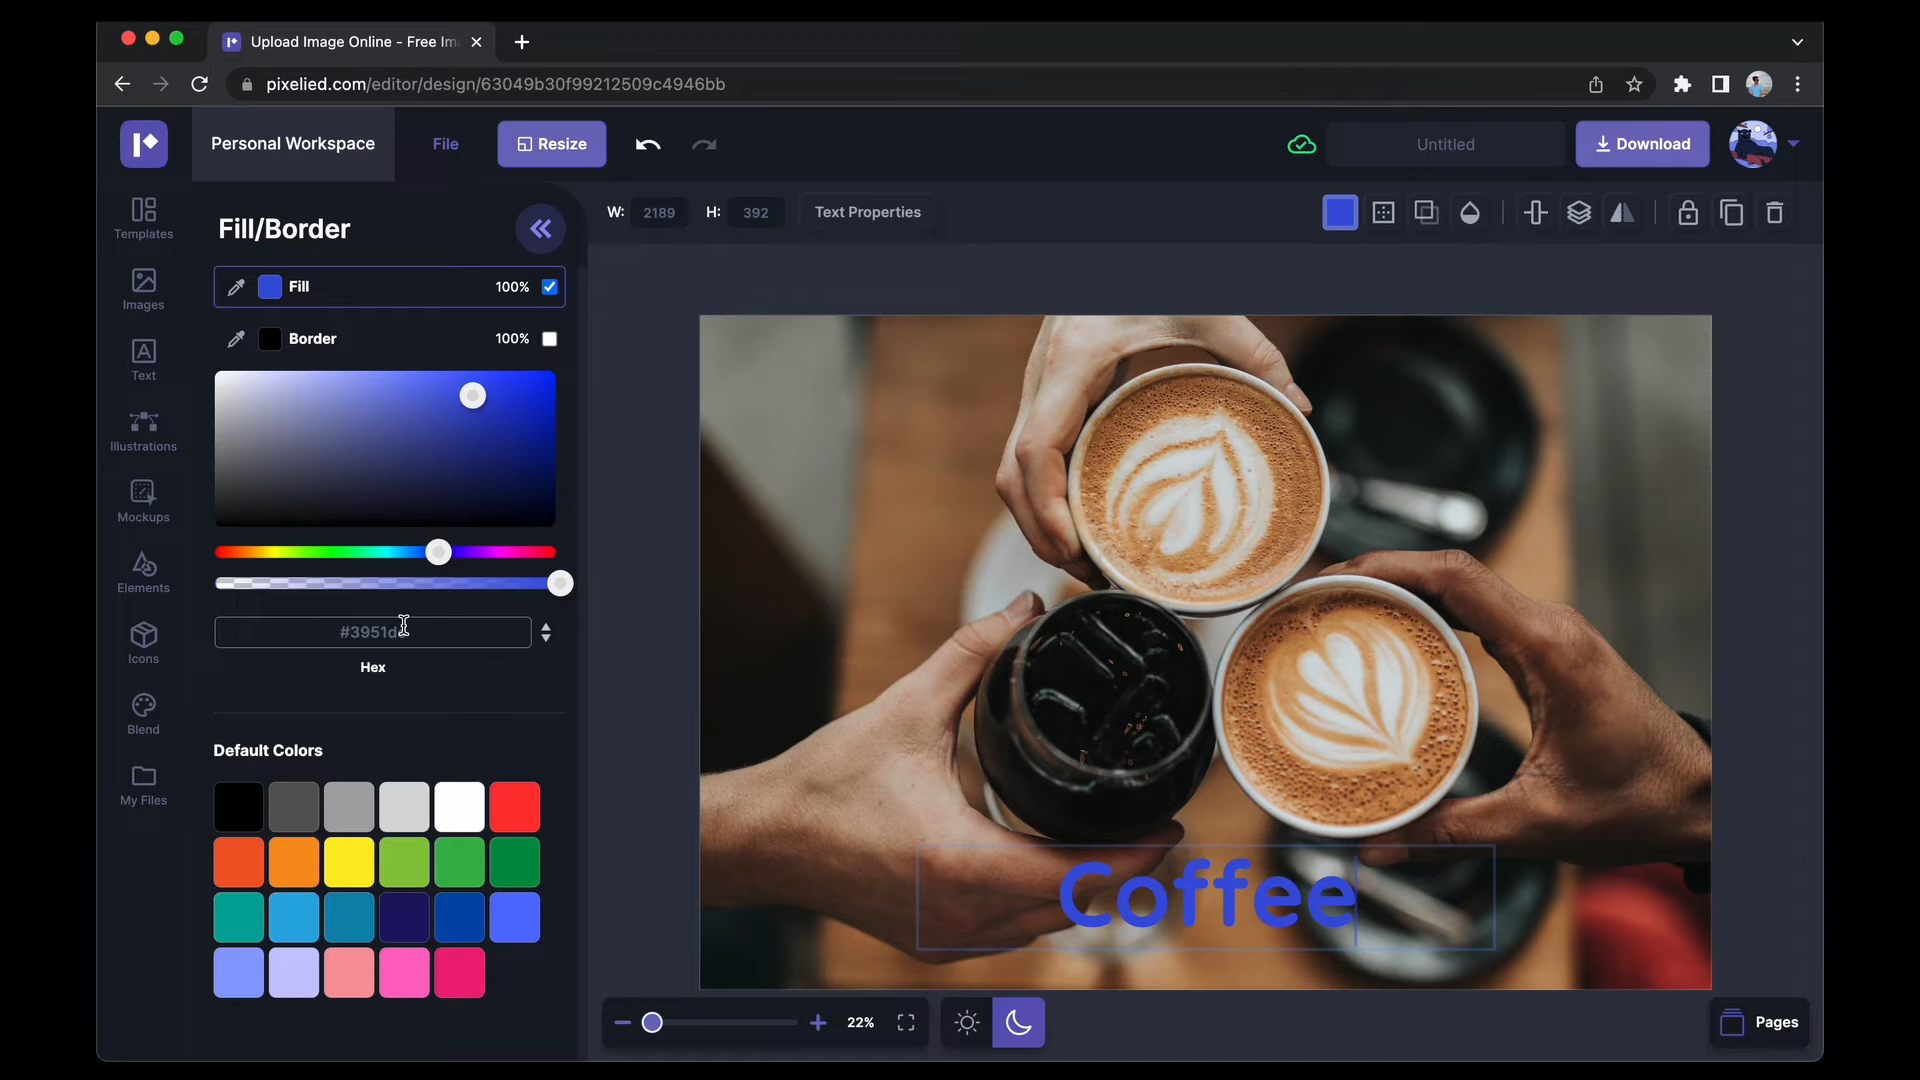 Upload Image Online - Free Im
pixelied.com/editor/design/63049b30f99212509c4946bb
Personal Workspace
File
Resize
Untitled
Download
Templates
Images
Text
Illustrations
Mockups
Elements
Icons
Blend
My Files
Fill/Border
Fill 100%
Border 100%
#3951d
Hex
Default Colors
W: 2189 H: 392 Text Properties
Coffee
22%
Pages